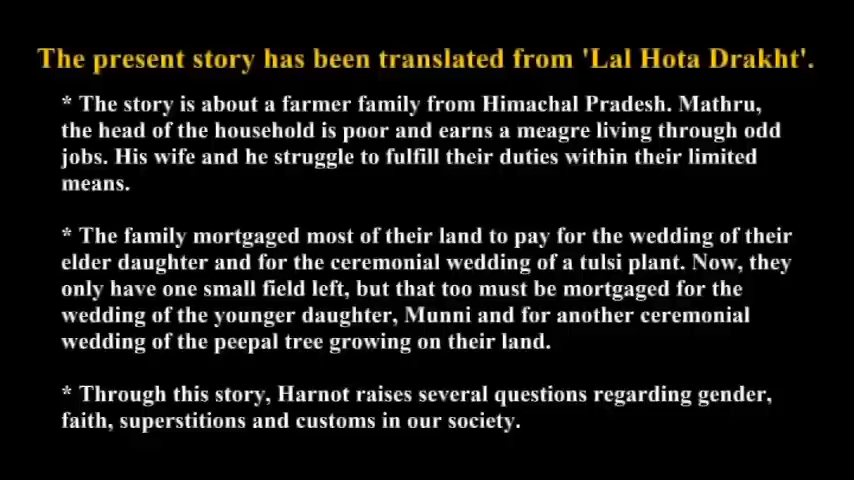 The present story has been translated from 'Lal Hota Drakht'.
* The story is about a farmer family from Himachal Pradesh. Mathru,
the head of the household is poor and earns a meagre living through odd
jobs. His wife and he struggle to fulfill their duties within their limited
means.
* The family mortgaged most of their land to pay for the wedding of their
elder daughter and for the ceremonial wedding of a tulsi plant. Now, they
only have one small field left, but that too must be mortgaged for the
wedding of the younger daughter, Munni and for another ceremonial
wedding of the peepal tree growing on their land.
* Through this story, Harnot raises several questions regarding gender,
faith, superstitions and customs in our society.